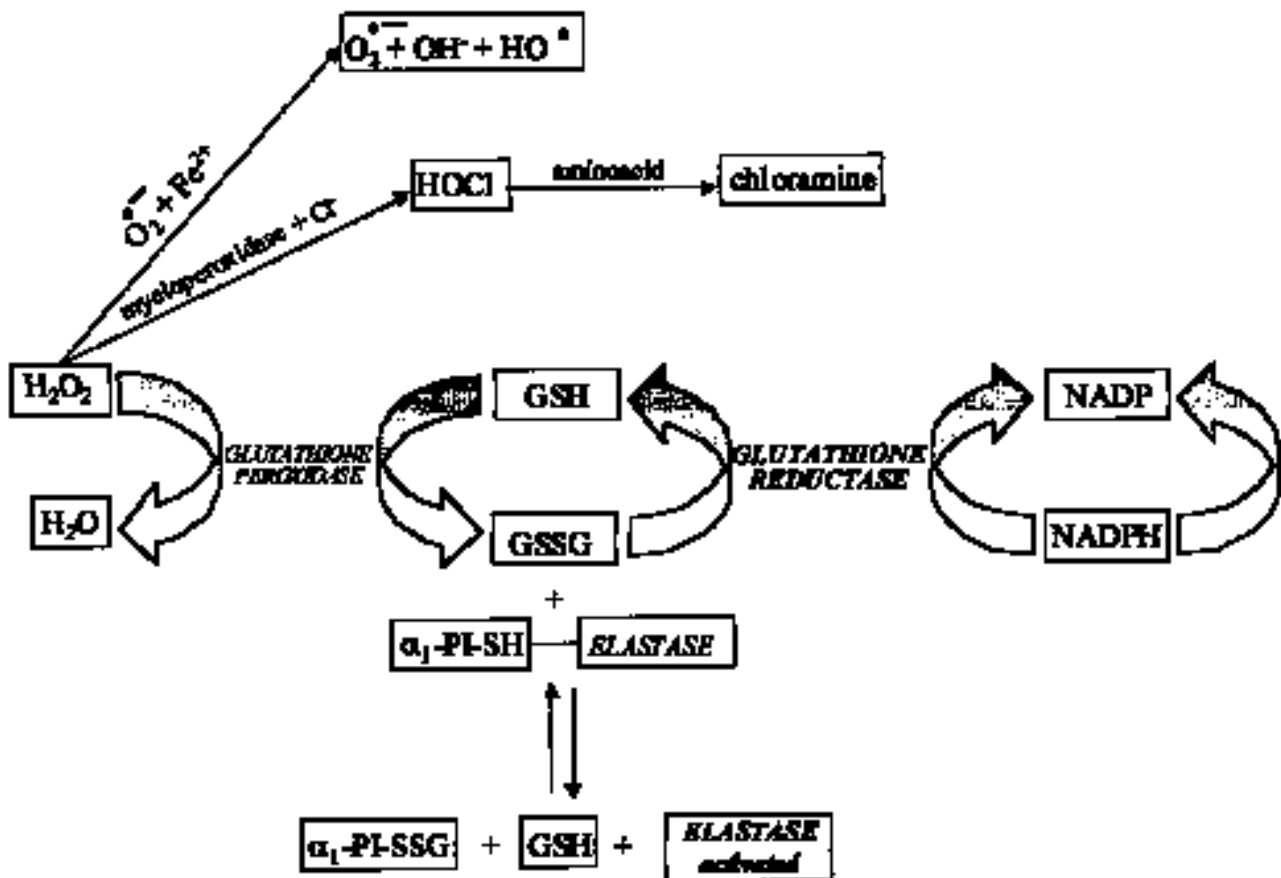 O₂•− + OH⁻ + HO•
O₂•− + Fe²⁺
HOCl
aminoacid
chloramine
myeloperoxidase + Cl⁻
H₂O₂
GSH
NADP
GLUTATHIONE
PEROXIDASE
GLUTATHIONE
REDUCTASE
H₂O
GSSG
NADPH
+
α₁-PI-SH
ELASTASE
α₁-PI-SSG + GSH + ELASTASE
activated